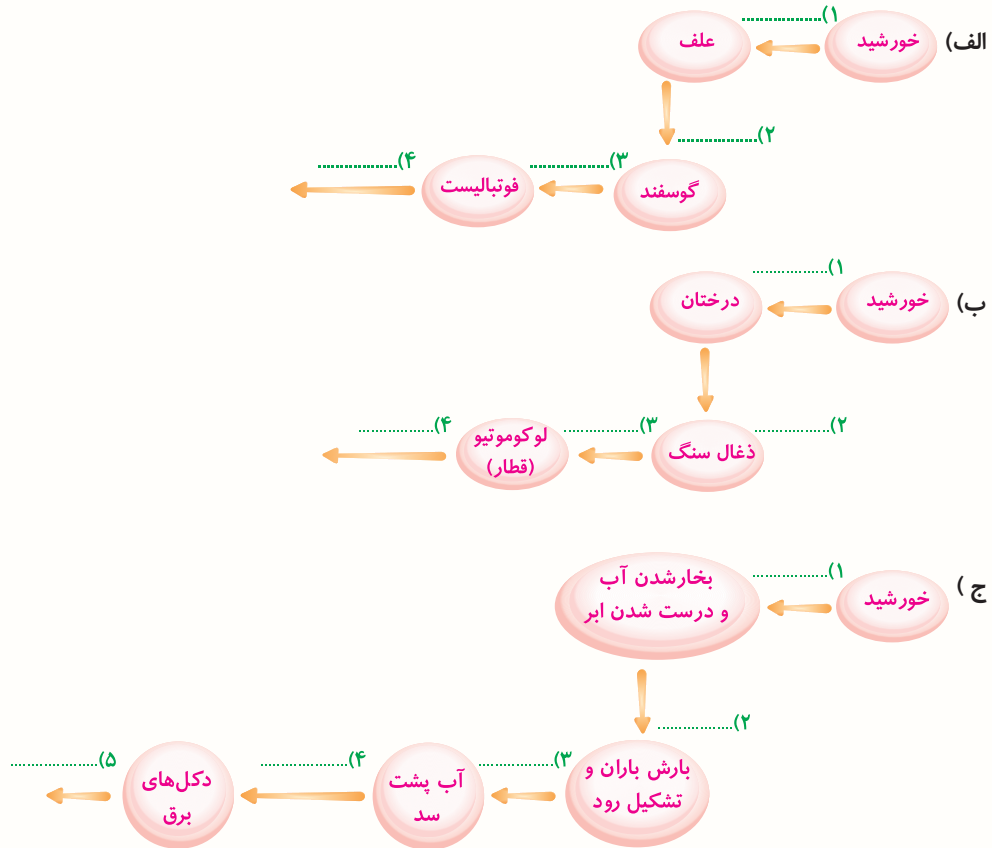 الف) خورشید ۱).................... علف
۲)....................
گوسفند ۳).................... فوتبالیست ۴)....................
ب) خورشید ۱).................... درختان
۲).................... ذغال سنگ ۳).................... لوکوموتیو
(قطار) ۴)....................
ج) خورشید ۱).................... بخارشدن آب
و درست شدن ابر
۲)....................
بارش باران و
تشکیل رود
۳)....................
آب پشت
سد
۴)....................
دکل‌های
برق
۵)....................